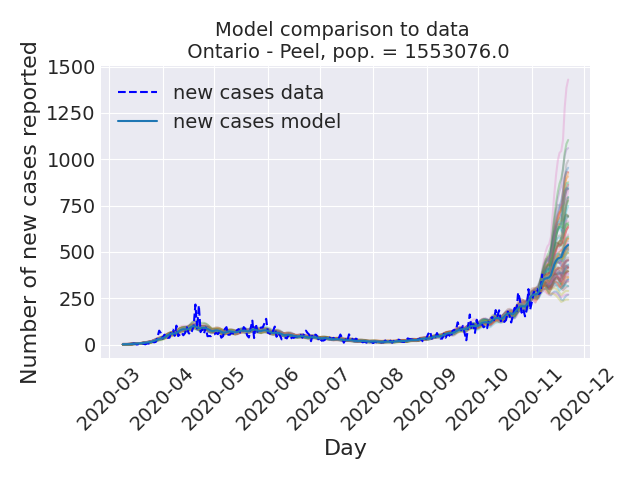 Model comparison to data
Ontario - Peel, pop. = 1553076.0
Number of new cases reported
1500
1250
1000
750
500
250
0
new cases data
new cases model
2020-03
2020-04
2020-05
2020-06
2020-07
2020-08
2020-09
2020-10
2020-11
2020-12
Day